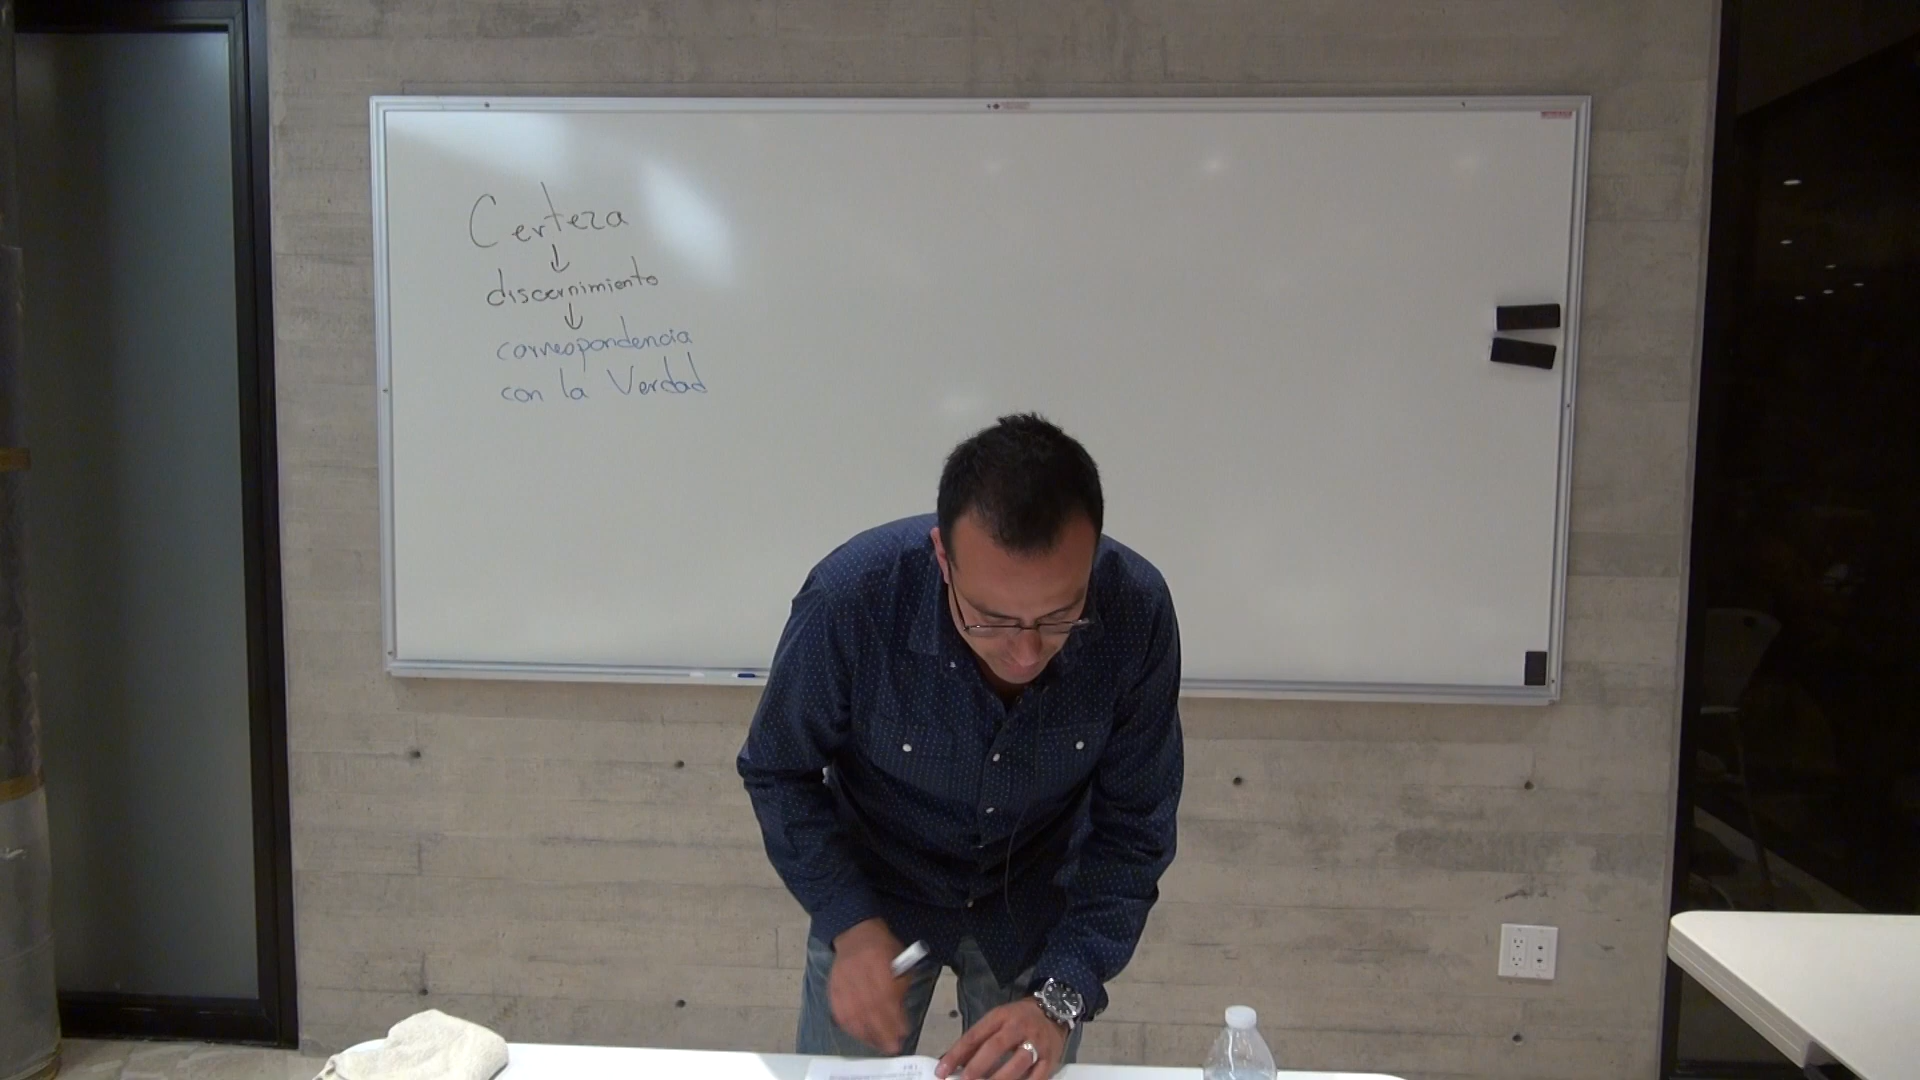 Certeza
↓
discernimiento
↓
correspondencia
con la Verdad